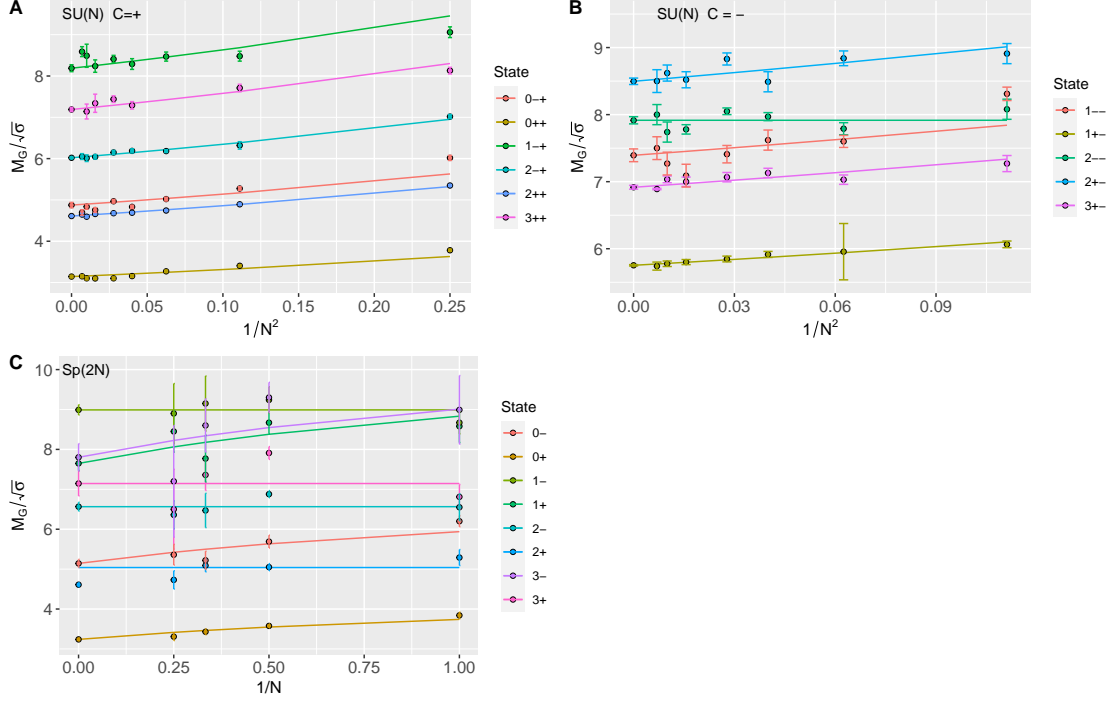 A
SU(N) C=+
M_G/√σ
8
6
4
0.00 0.05 0.10 0.15 0.20 0.25
1/N²
State
0-+
0++
1-+
2-+
2++
3++
B
SU(N) C = −
M_G/√σ
9
8
7
6
0.00 0.03 0.06 0.09
1/N²
State
1--
1+-
2--
2+-
3+-
C
Sp(2N)
M_G/√σ
10
8
6
4
0.00 0.25 0.50 0.75 1.00
1/N
State
0-
0+
1-
1+
2-
2+
3-
3+